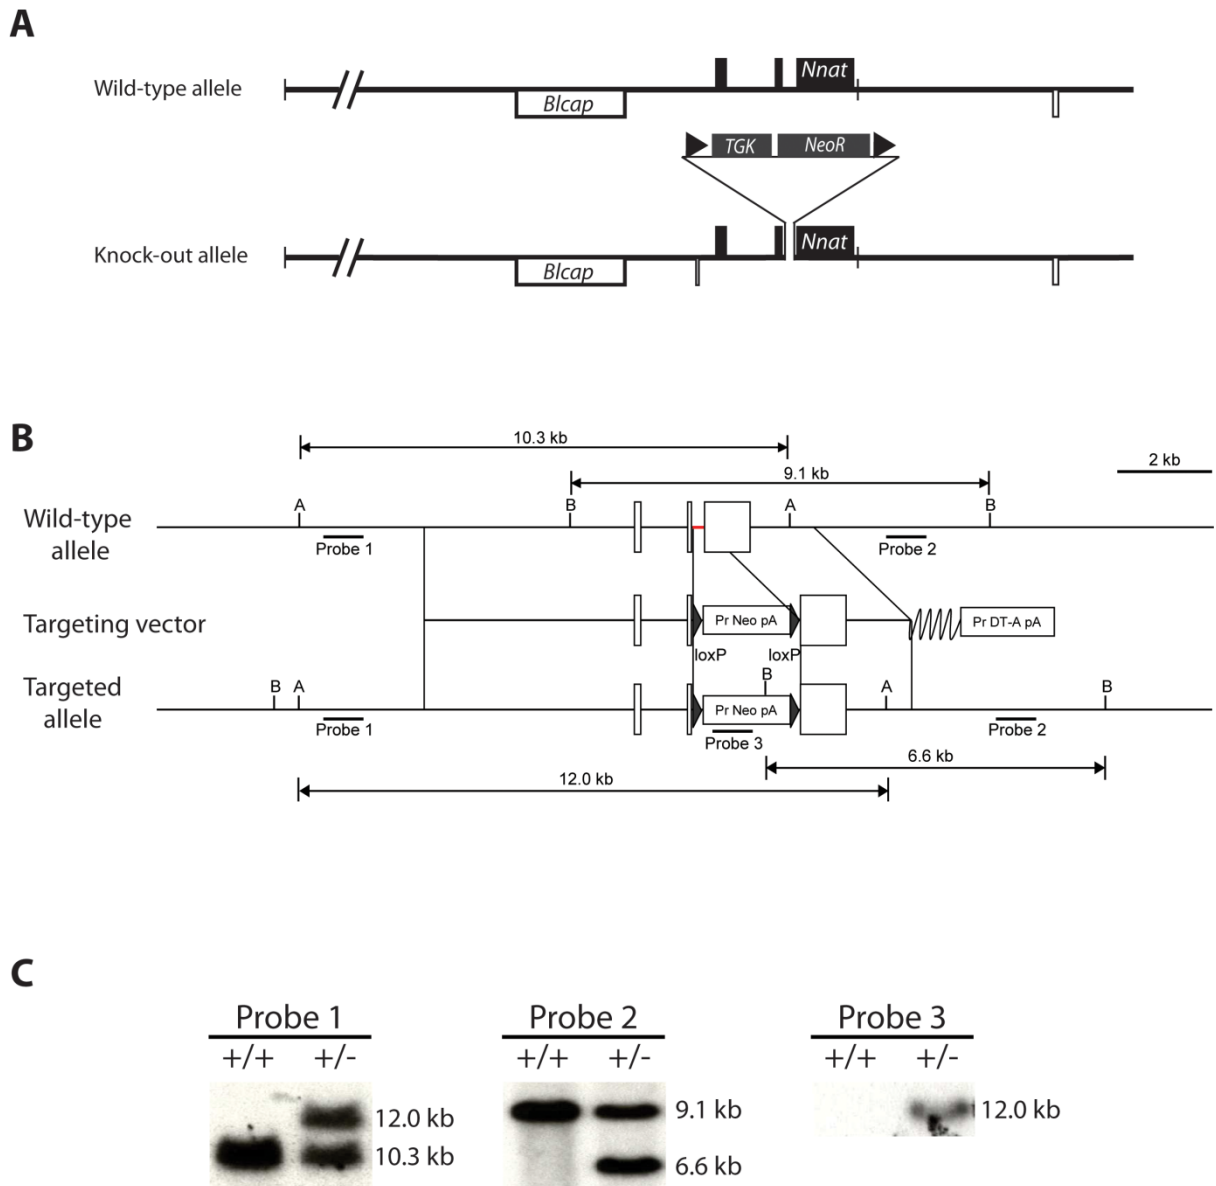 A
Wild-type allele
Blcap
Nnat
TGK NeoR
Knock-out allele
Blcap
Nnat
B
10.3 kb
2 kb
9.1 kb
A B A B
Wild-type
allele
Probe 1 Probe 2
Targeting vector
Pr Neo pA
Pr DT-A pA
loxP loxP
Targeted
allele
B A B A B
Pr Neo pA
Probe 1 Probe 3 Probe 2
6.6 kb
12.0 kb
C
Probe 1 Probe 2 Probe 3
+/+ +/- +/+ +/- +/+ +/-
12.0 kb 9.1 kb 12.0 kb
10.3 kb 6.6 kb